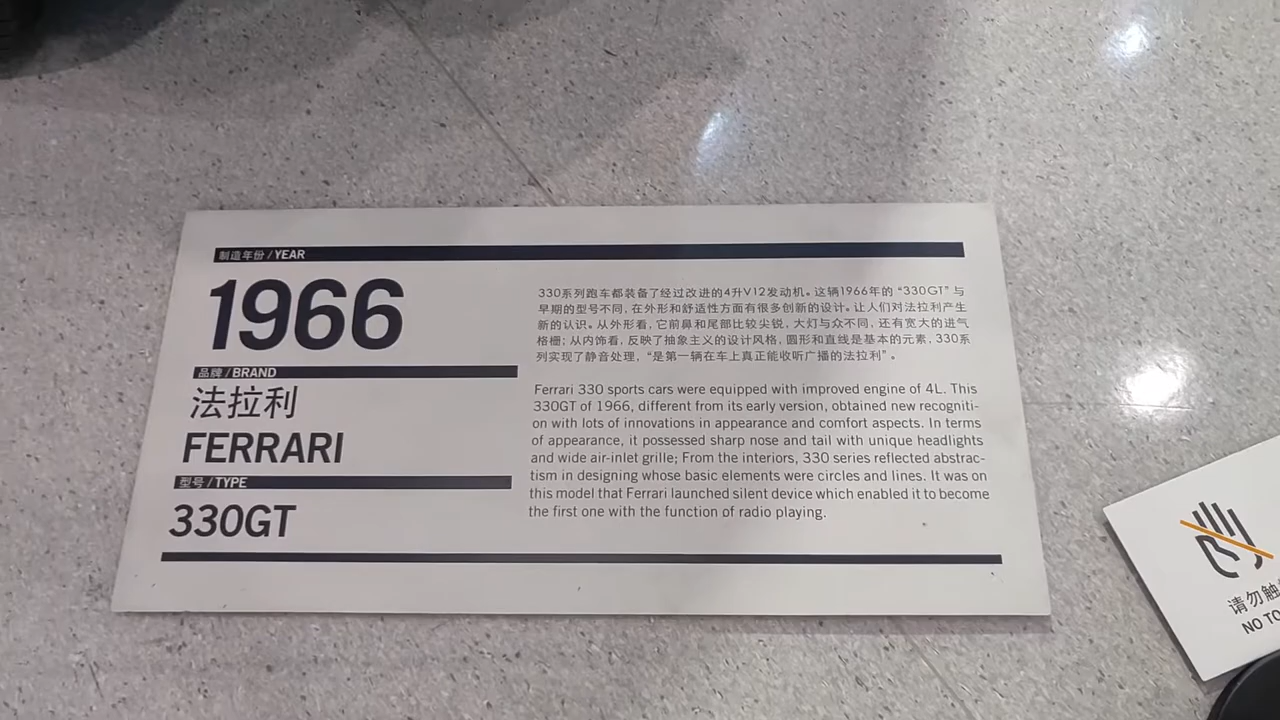 制造年份 / YEAR
1966
品牌 / BRAND
法拉利
FERRARI
型号 / TYPE
330GT
330系列跑车都装备了经过改进的4升V12发动机。这辆1966年的“330GT”与
早期的型号不同，在外形和舒适性方面有很多创新的设计。让人们对法拉利产生
新的认识。从外形看，它前鼻和尾部比较尖锐，大灯与众不同，还有宽大的进气
格栅；从内饰看，反映了抽象主义的设计风格，圆形和直线是基本的元素，330系
列实现了静音处理，“是第一辆在车上真正能收听广播的法拉利”。
Ferrari 330 sports cars were equipped with improved engine of 4L. This
330GT of 1966, different from its early version, obtained new recogniti-
on with lots of innovations in appearance and comfort aspects. In terms
of appearance, it possessed sharp nose and tail with unique headlights
and wide air-inlet grille; From the interiors, 330 series reflected abstrac-
tism in designing whose basic elements were circles and lines. It was on
this model that Ferrari launched silent device which enabled it to become
the first one with the function of radio playing.
请勿触
NO TO